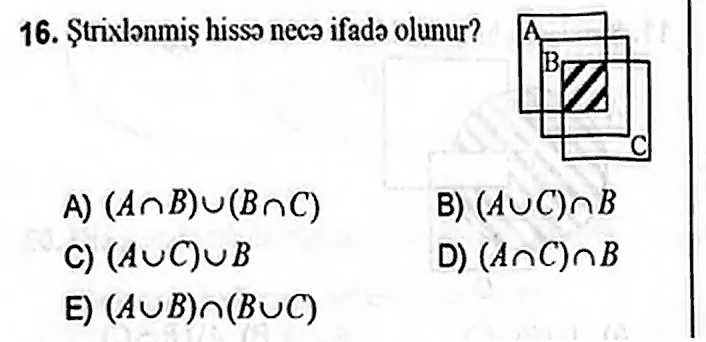 16. Ştrixlənmiş hissə necə ifadə olunur?
A
B
C
A) (A∩B)∪(B∩C)
B) (A∪C)∩B
C) (A∪C)∪B
D) (A∩C)∩B
E) (A∪B)∩(B∪C)